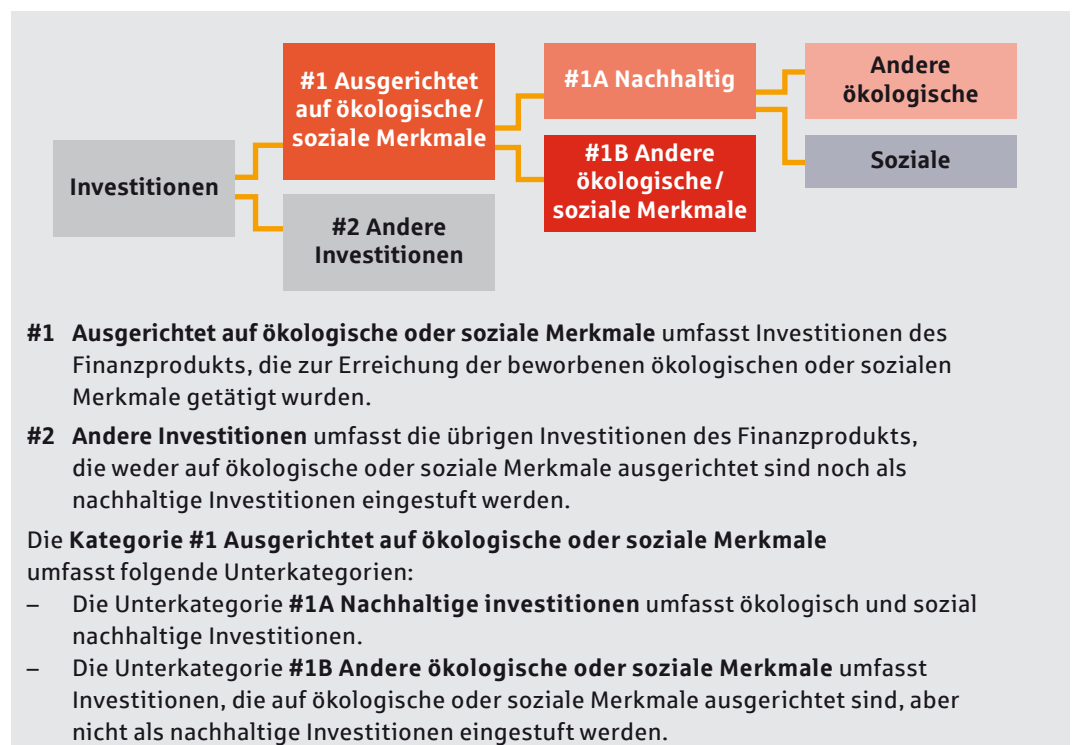 Investitionen
#1 Ausgerichtet
auf ökologische/
soziale Merkmale
#2 Andere
Investitionen
#1A Nachhaltig
#1B Andere
ökologische/
soziale Merkmale
Andere
ökologische
Soziale
#1 Ausgerichtet auf ökologische oder soziale Merkmale umfasst Investitionen des
Finanzprodukts, die zur Erreichung der beworbenen ökologischen oder sozialen
Merkmale getätigt wurden.
#2 Andere Investitionen umfasst die übrigen Investitionen des Finanzprodukts,
die weder auf ökologische oder soziale Merkmale ausgerichtet sind noch als
nachhaltige Investitionen eingestuft werden.
Die Kategorie #1 Ausgerichtet auf ökologische oder soziale Merkmale
umfasst folgende Unterkategorien:
– Die Unterkategorie #1A Nachhaltige investitionen umfasst ökologisch und sozial
nachhaltige Investitionen.
– Die Unterkategorie #1B Andere ökologische oder soziale Merkmale umfasst
Investitionen, die auf ökologische oder soziale Merkmale ausgerichtet sind, aber
nicht als nachhaltige Investitionen eingestuft werden.